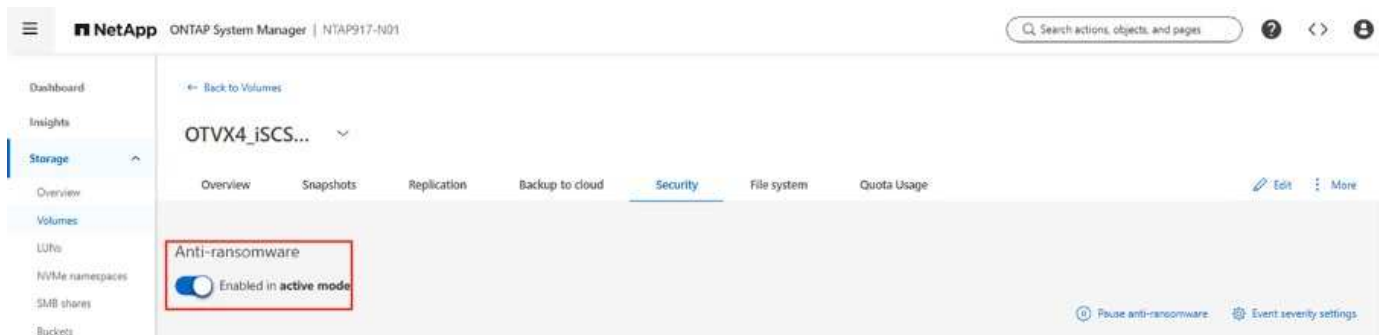 NetApp ONTAP System Manager | NTAP917-N01
Search actions, objects, and pages
Dashboard
Insights
Storage
Overview
Volumes
LUNs
NVMe namespaces
SMB shares
Buckets
← Back to Volumes
OTVX4_iSCS...
Overview Snapshots Replication Backup to cloud Security File system Quota Usage
Edit More
Anti-ransomware
Enabled in active mode
Pause anti-ransomware Event severity settings